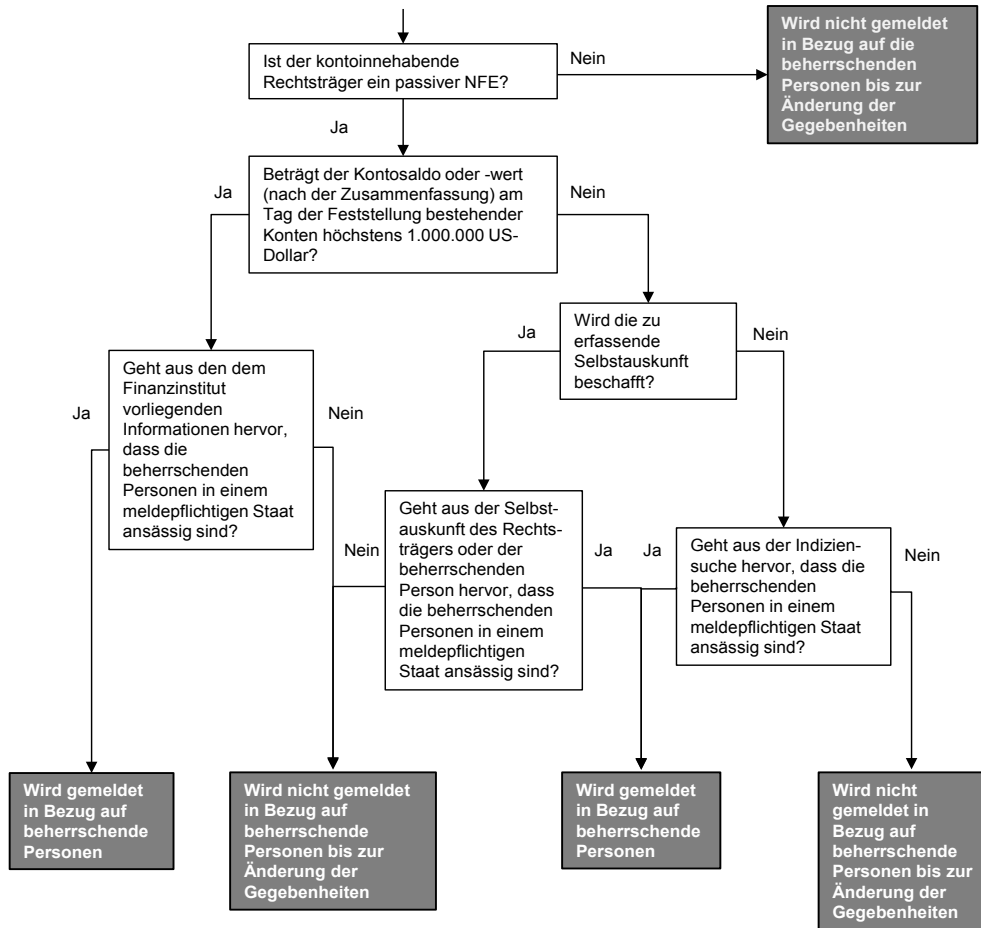 Ist der kontoinnehabende
Rechtsträger ein passiver NFE?
Nein
Wird nicht gemeldet
in Bezug auf die
beherrschenden
Personen bis zur
Änderung der
Gegebenheiten
Ja
Beträgt der Kontosaldo oder -wert
(nach der Zusammenfassung) am
Tag der Feststellung bestehender
Konten höchstens 1.000.000 US-
Dollar?
Ja
Nein
Wird die zu
erfassende
Selbstauskunft
beschafft?
Ja
Nein
Geht aus den dem
Finanzinstitut
vorliegenden
Informationen hervor,
dass die
beherrschenden
Personen in einem
meldepflichtigen Staat
ansässig sind?
Ja
Nein
Geht aus der Selbst-
auskunft des Rechts-
trägers oder der
beherrschenden
Person hervor, dass
die beherrschenden
Personen in einem
meldepflichtigen
Staat ansässig sind?
Nein
Ja
Ja
Geht aus der Indizien-
suche hervor, dass die
beherrschenden
Personen in einem
meldepflichtigen Staat
ansässig sind?
Nein
Wird gemeldet
in Bezug auf
beherrschende
Personen
Wird nicht gemeldet
in Bezug auf
beherrschende
Personen bis zur
Änderung der
Gegebenheiten
Wird gemeldet
in Bezug auf
beherrschende
Personen
Wird nicht
gemeldet in
Bezug auf
beherrschende
Personen bis zur
Änderung der
Gegebenheiten